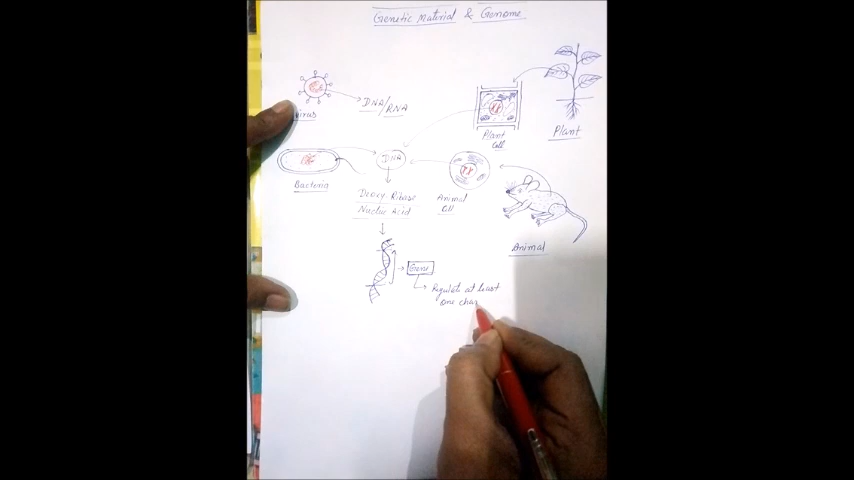 Genetic Material & Genome
Virus
DNA/RNA
Plant
Cell
Plant
Bacteria
DNA
Deoxy Ribose
Nucleic Acid
Animal
Cell
Animal
Gene
Regulate at least
one char